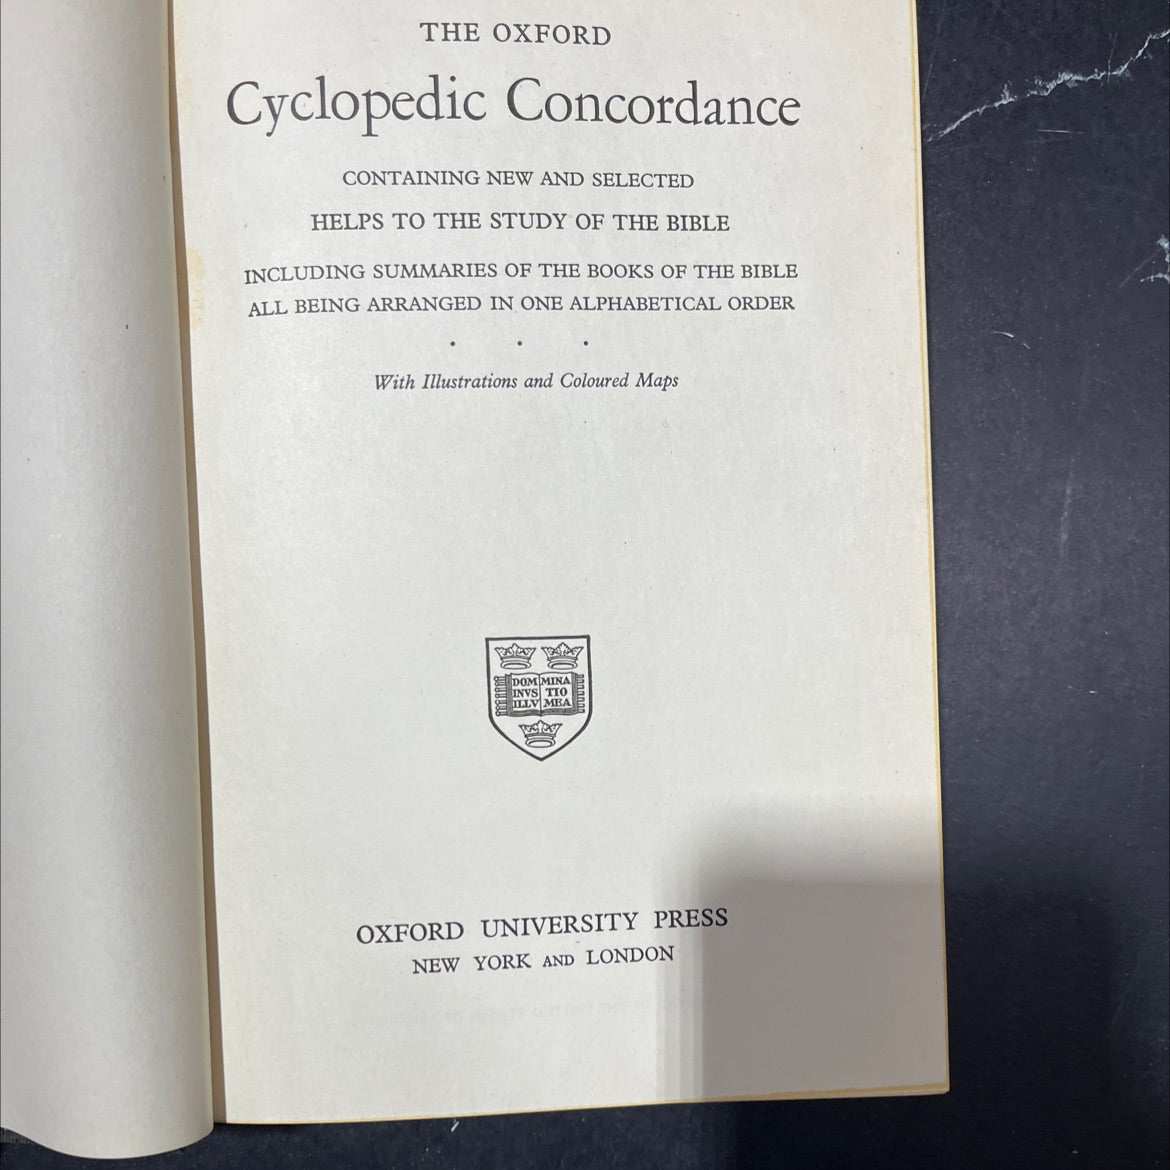 THE OXFORD
Cyclopedic Concordance
CONTAINING NEW AND SELECTED
HELPS TO THE STUDY OF THE BIBLE
INCLUDING SUMMARIES OF THE BOOKS OF THE BIBLE
ALL BEING ARRANGED IN ONE ALPHABETICAL ORDER
. . .
With Illustrations and Coloured Maps
DOM MINA
INVS TIO
ILLV MEA
OXFORD UNIVERSITY PRESS
NEW YORK AND LONDON